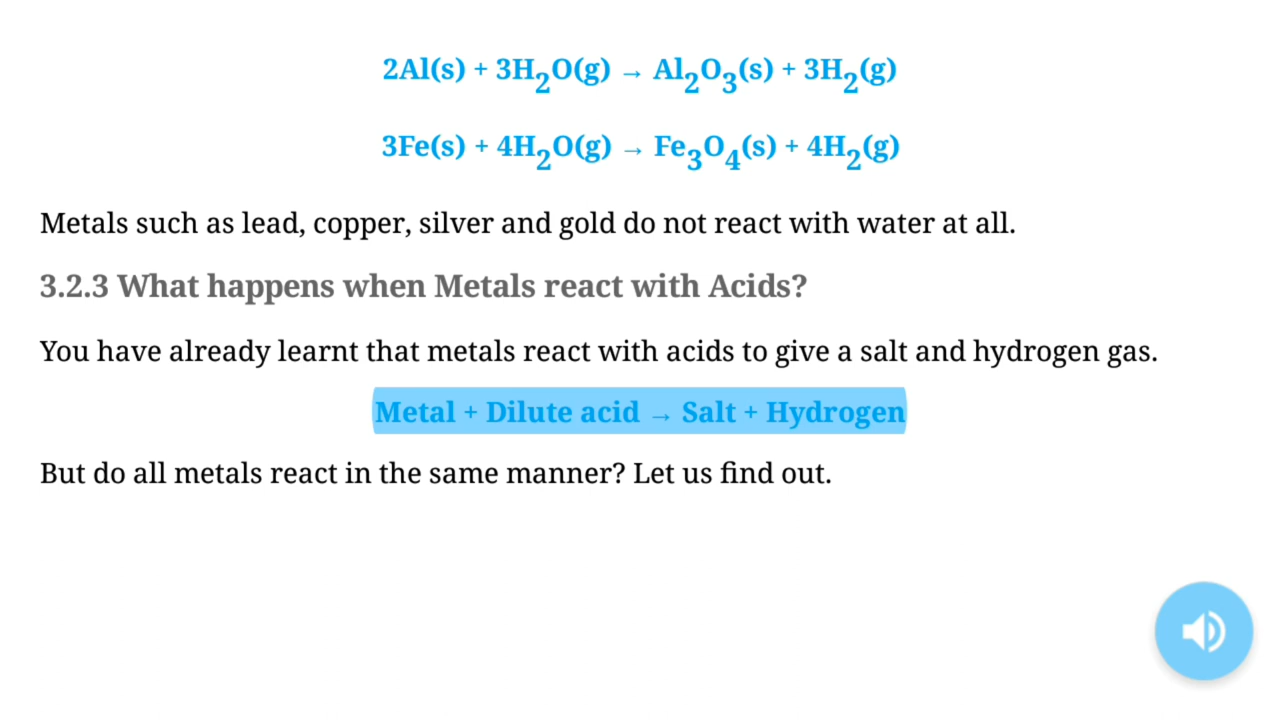 2Al(s) + 3H₂O(g) → Al₂O₃(s) + 3H₂(g)
3Fe(s) + 4H₂O(g) → Fe₃O₄(s) + 4H₂(g)
Metals such as lead, copper, silver and gold do not react with water at all.
3.2.3 What happens when Metals react with Acids?
You have already learnt that metals react with acids to give a salt and hydrogen gas.
Metal + Dilute acid → Salt + Hydrogen
But do all metals react in the same manner? Let us find out.